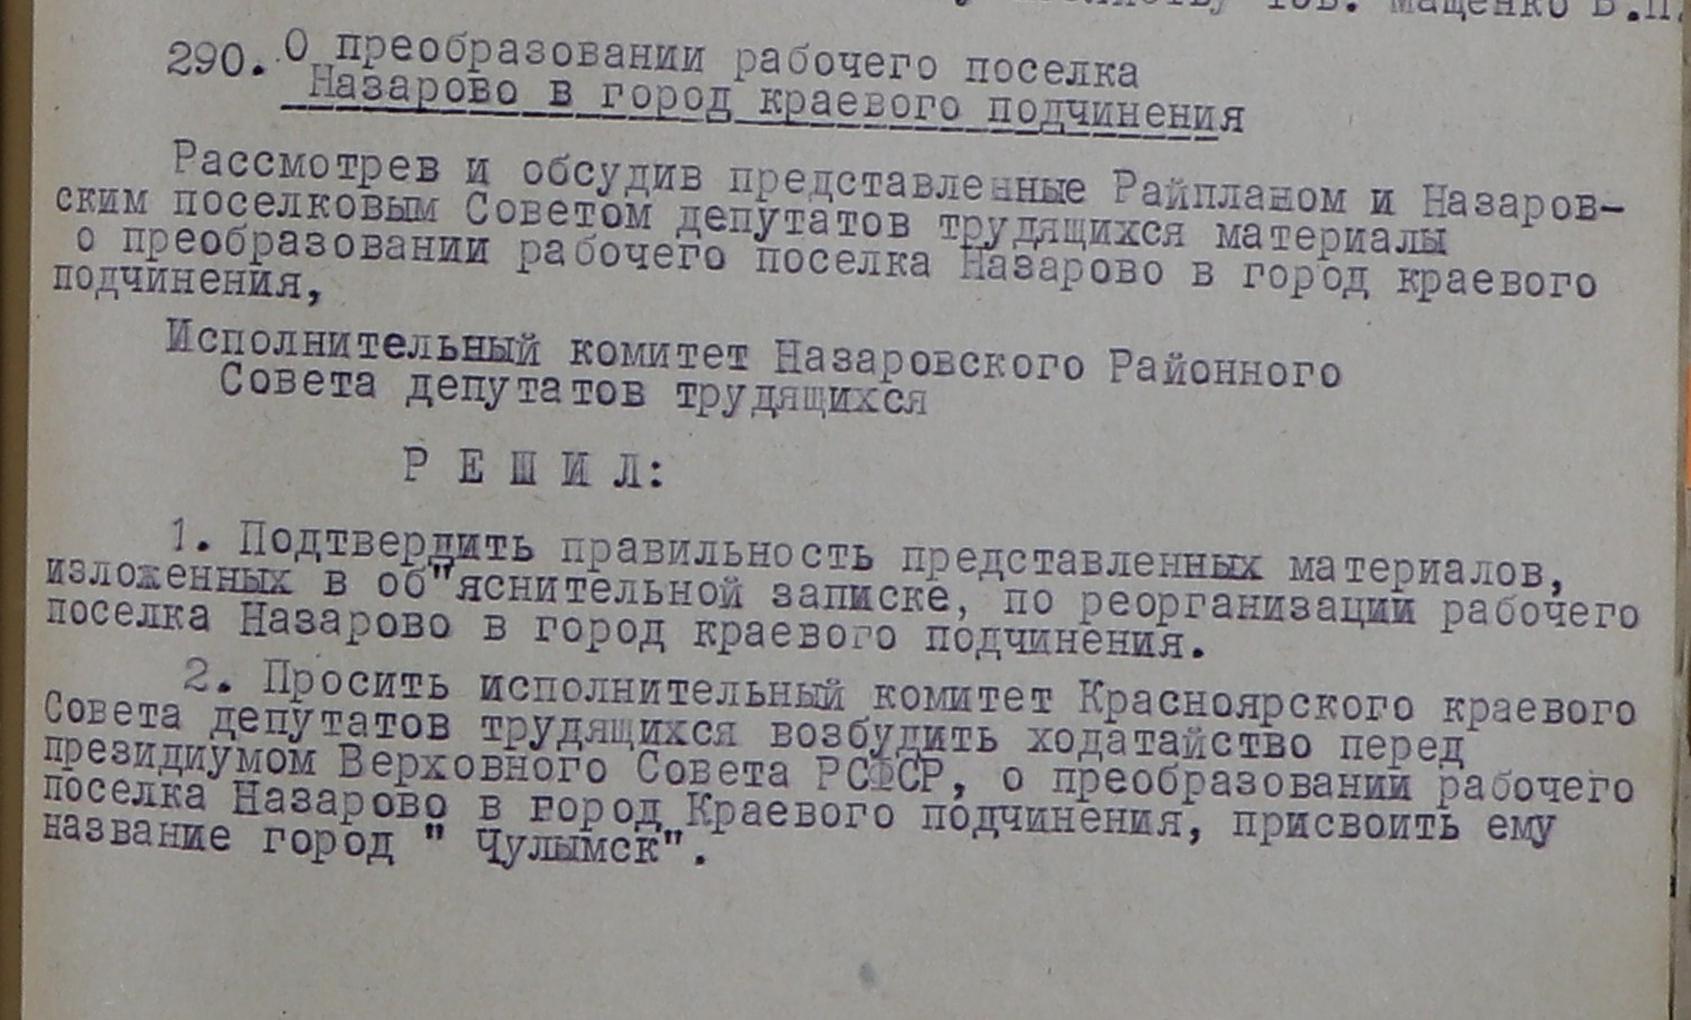 тов. Мащенко В.П.
290. О преобразовании рабочего поселка
Назарово в город краевого подчинения
Рассмотрев и обсудив представленные Райпланом и Назаров-
ским поселковым Советом депутатов трудящихся материалы
о преобразовании рабочего поселка Назарово в город краевого
подчинения,
Исполнительный комитет Назаровского Районного
Совета депутатов трудящихся
Р Е Ш И Л:
1. Подтвердить правильность представленных материалов,
изложенных в об"яснительной записке, по реорганизации рабочего
поселка Назарово в город краевого подчинения.
2. Просить исполнительный комитет Красноярского краевого
Совета депутатов трудящихся возбудить ходатайство перед
президиумом Верховного Совета РСФСР, о преобразовании рабочего
поселка Назарово в город Краевого подчинения, присвоить ему
название город " Чулымск".